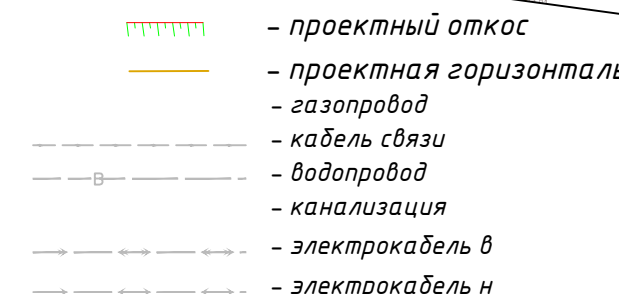 - проектный откос
- проектная горизонталь
- газопровод
- кабель связи
В - водопровод
- канализация
- электрокабель в
- электрокабель н